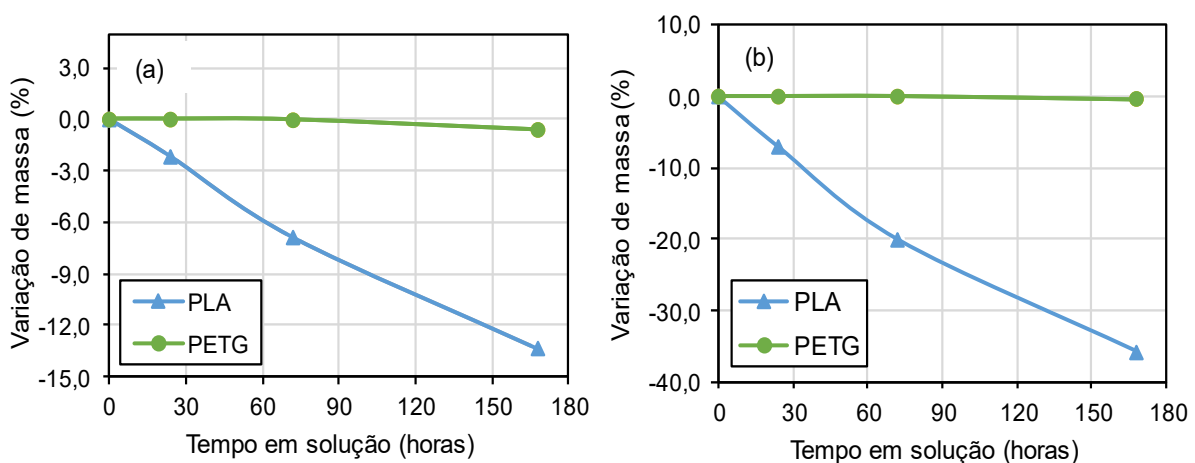 (a)
Variação de massa (%)
3,0
0,0
-3,0
-6,0
-9,0
-12,0
-15,0
PLA
PETG
0 30 60 90 120 150 180
Tempo em solução (horas)
(b)
Variação de massa (%)
10,0
0,0
-10,0
-20,0
-30,0
-40,0
PLA
PETG
0 30 60 90 120 150 180
Tempo em solução (horas)